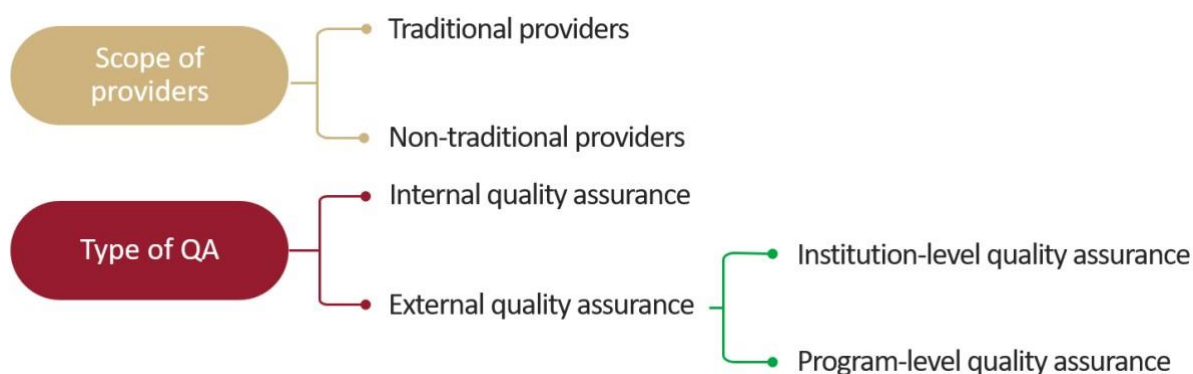 Scope of
providers
Traditional providers
Non-traditional providers
Type of QA
Internal quality assurance
External quality assurance
Institution-level quality assurance
Program-level quality assurance